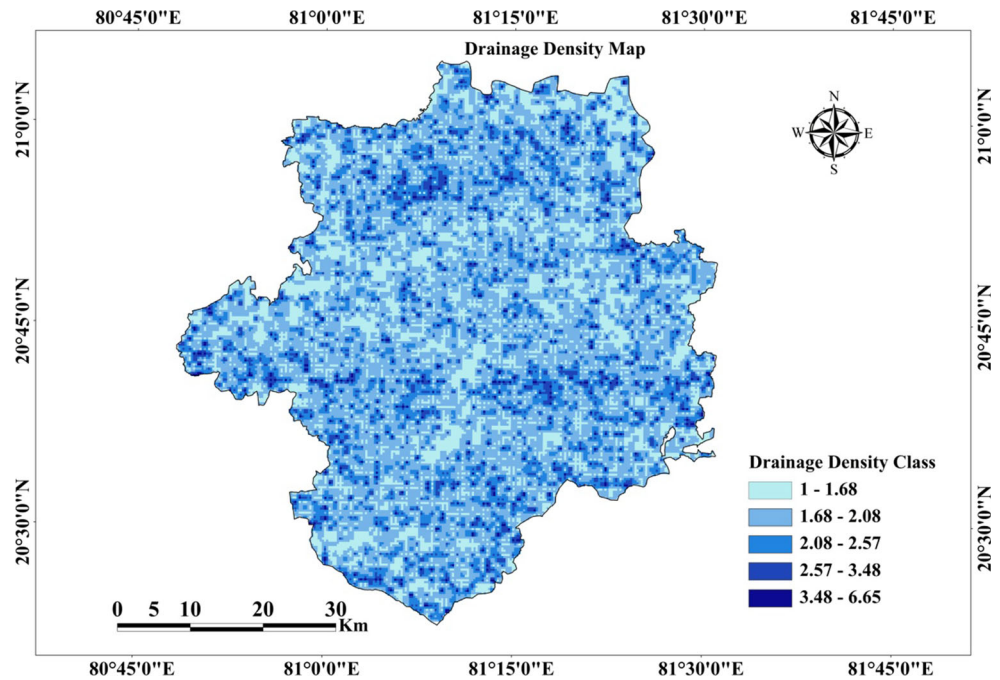 80°45'0"E 81°0'0"E 81°15'0"E 81°30'0"E 81°45'0"E
Drainage Density Map
N
W E
S
21°0'0"N 21°0'0"N
20°45'0"N 20°45'0"N
20°30'0"N 20°30'0"N
Drainage Density Class
1 - 1.68
1.68 - 2.08
2.08 - 2.57
2.57 - 3.48
3.48 - 6.65
0 5 10 20 30
Km
80°45'0"E 81°0'0"E 81°15'0"E 81°30'0"E 81°45'0"E